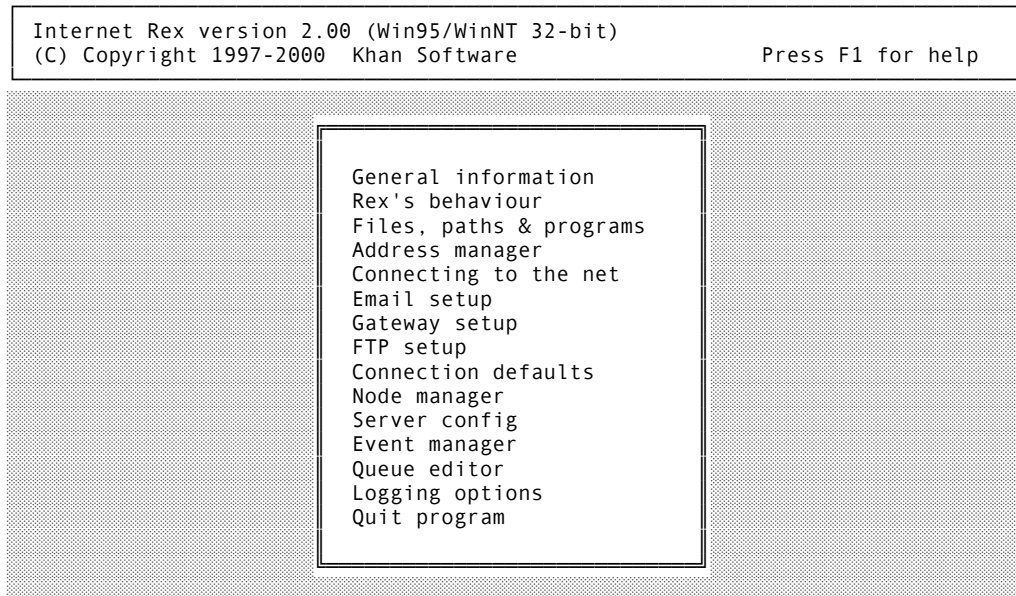 Internet Rex version 2.00 (Win95/WinNT 32-bit)
(C) Copyright 1997-2000  Khan Software                    Press F1 for help
General information
Rex's behaviour
Files, paths & programs
Address manager
Connecting to the net
Email setup
Gateway setup
FTP setup
Connection defaults
Node manager
Server config
Event manager
Queue editor
Logging options
Quit program